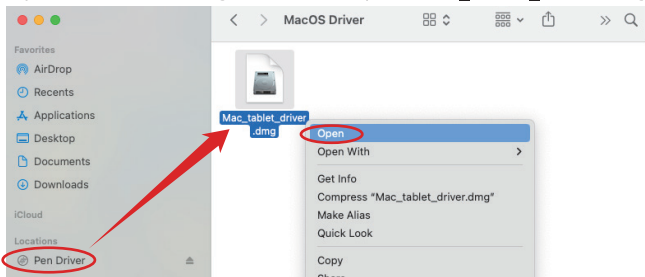 MacOS Driver
Favorites
AirDrop
Recents
Applications
Desktop
Documents
Downloads
iCloud
Locations
Pen Driver
Mac_tablet_driver
.dmg
Open
Open With
Get Info
Compress “Mac_tablet_driver.dmg”
Make Alias
Quick Look
Copy